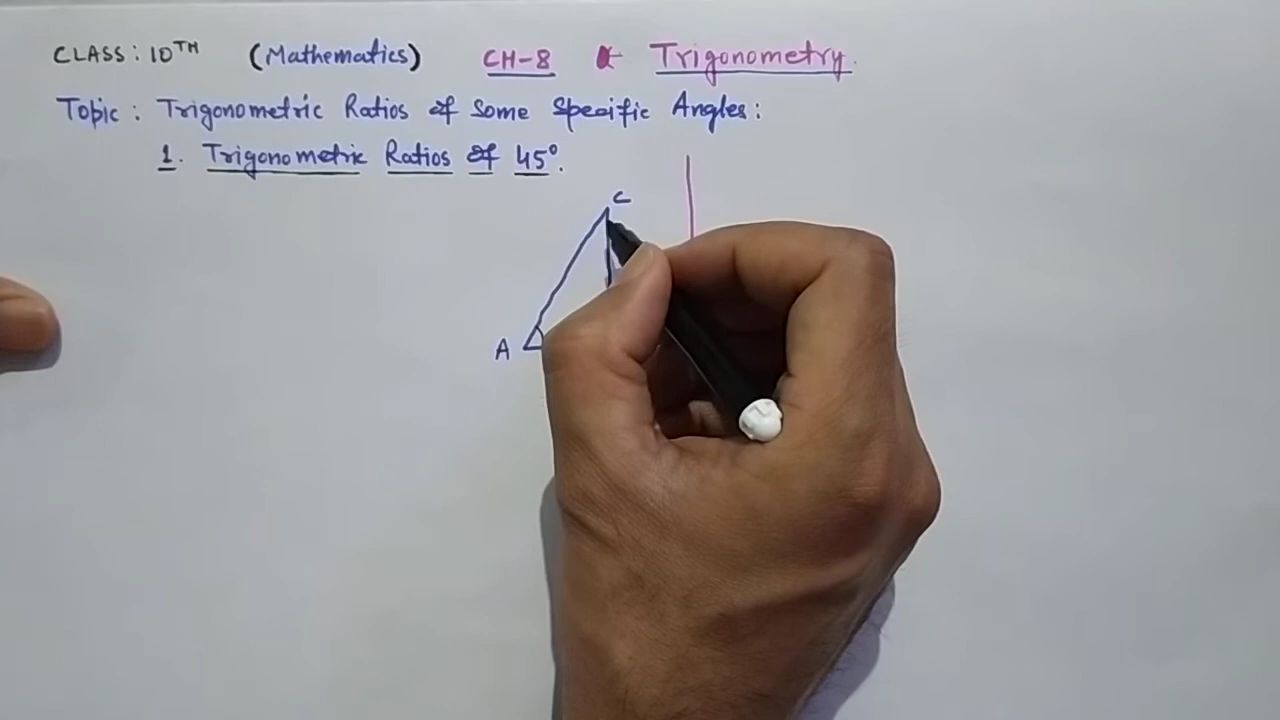 CLASS: 10TH (Mathematics) CH-8 Trigonometry.
Topic: Trigonometric Ratios of Some Specific Angles:
1. Trigonometric Ratios of 45°.
C
A